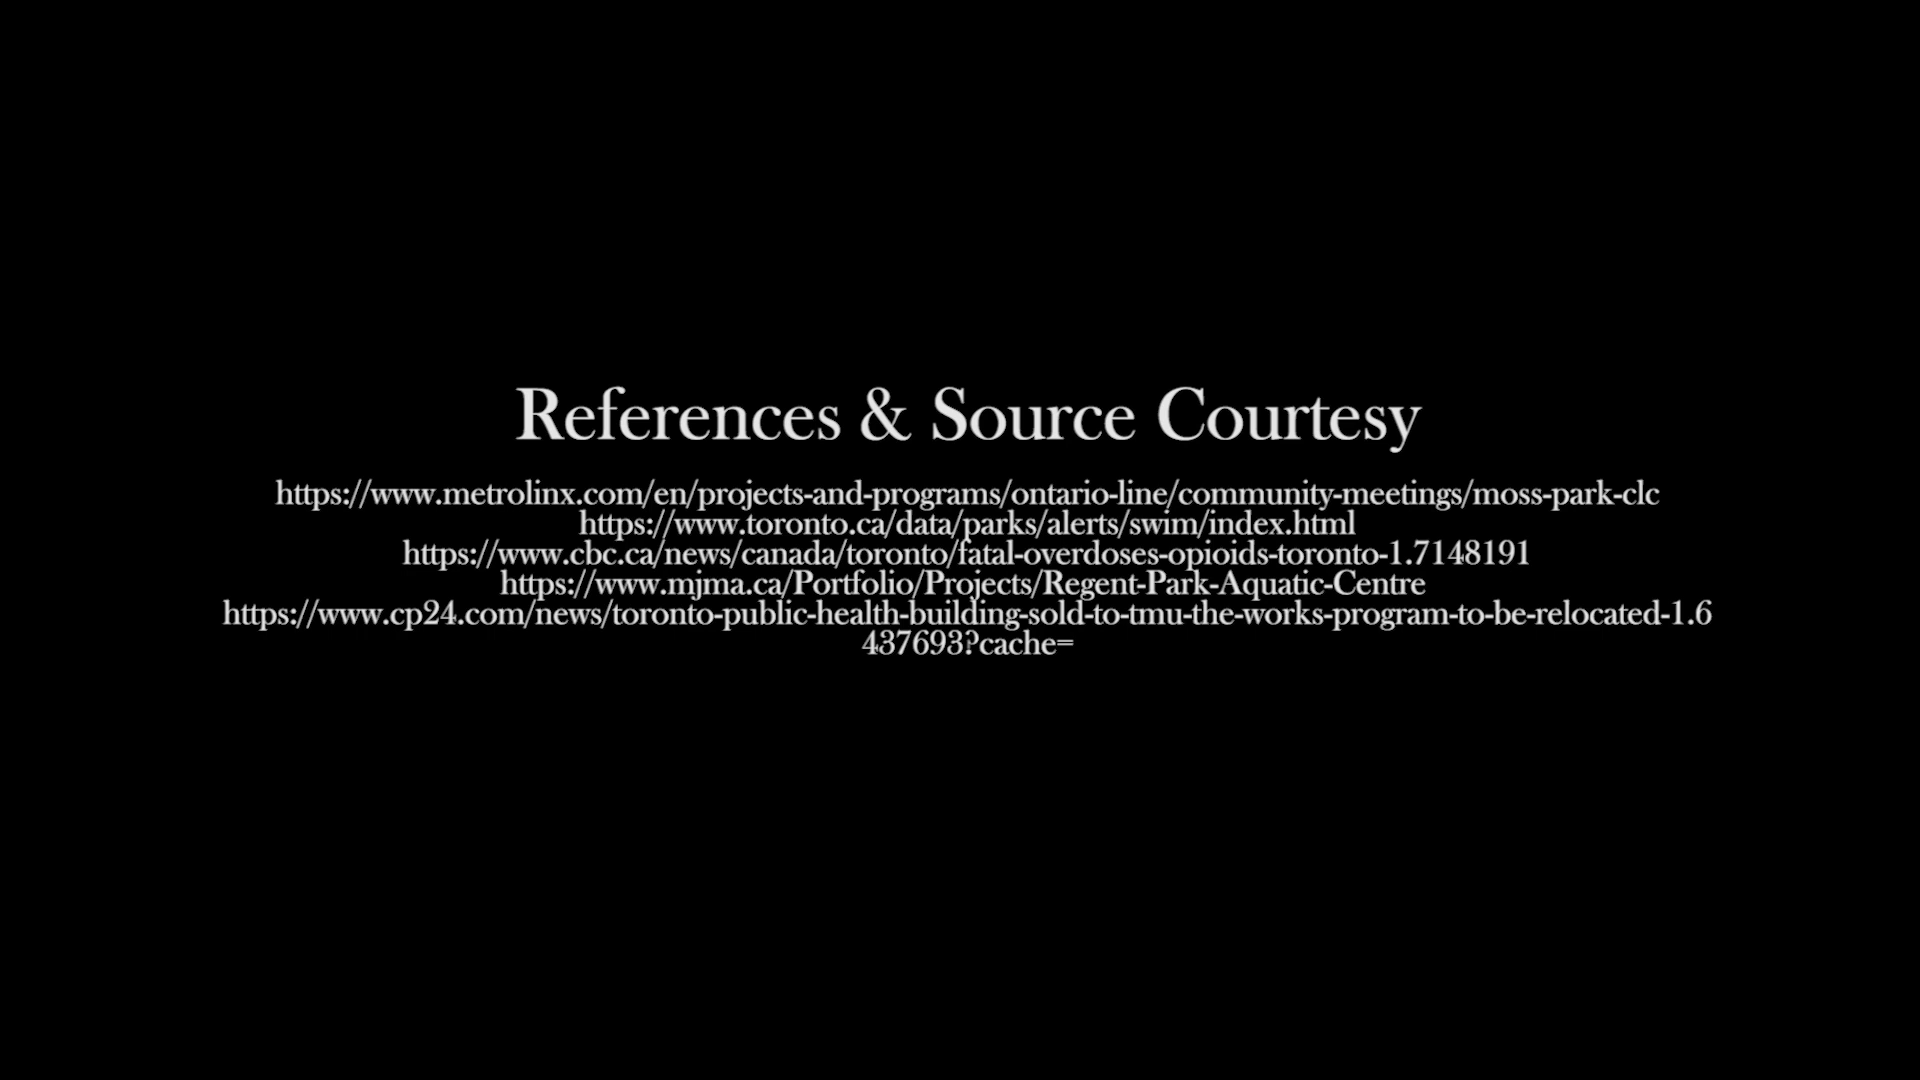 References & Source Courtesy
https://www.metrolinx.com/en/projects-and-programs/ontario-line/community-meetings/moss-park-clc
https://www.toronto.ca/data/parks/alerts/swim/index.html
https://www.cbc.ca/news/canada/toronto/fatal-overdoses-opioids-toronto-1.7148191
https://www.mjma.ca/Portfolio/Projects/Regent-Park-Aquatic-Centre
https://www.cp24.com/news/toronto-public-health-building-sold-to-tmu-the-works-program-to-be-relocated-1.6
437693?cache=